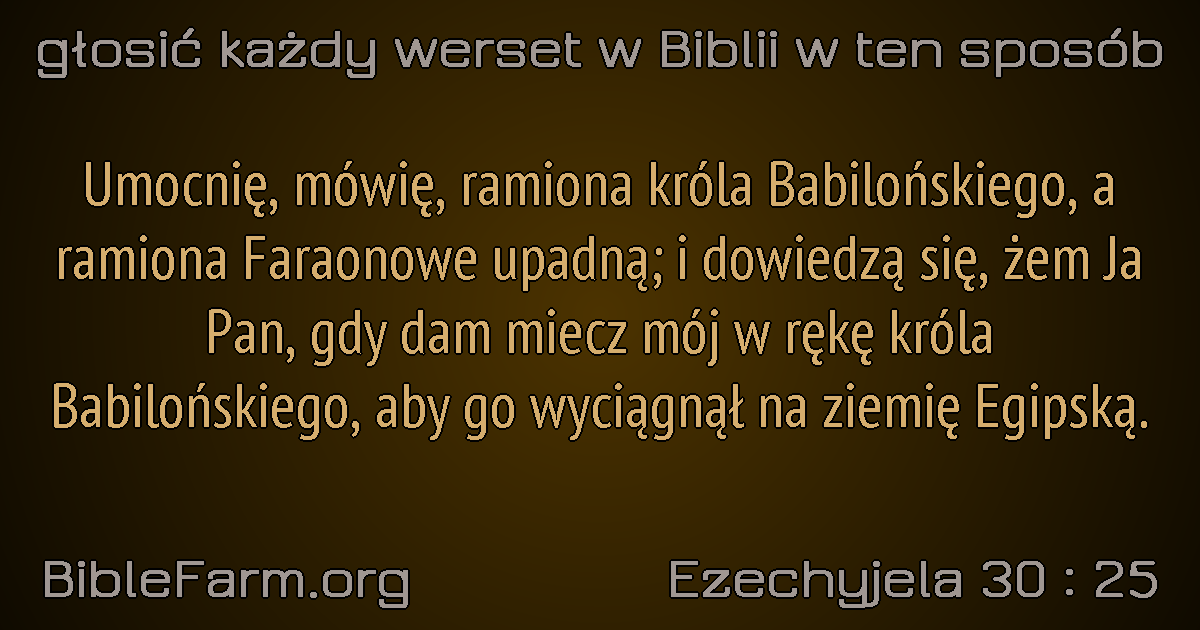 głosić każdy werset w Biblii w ten sposób
Umocnię, mówię, ramiona króla Babilońskiego, a
ramiona Faraonowe upadną; i dowiedzą się, żem Ja
Pan, gdy dam miecz mój w rękę króla
Babilońskiego, aby go wyciągnął na ziemię Egipską.
BibleFarm.org
Ezechyjela 30 : 25